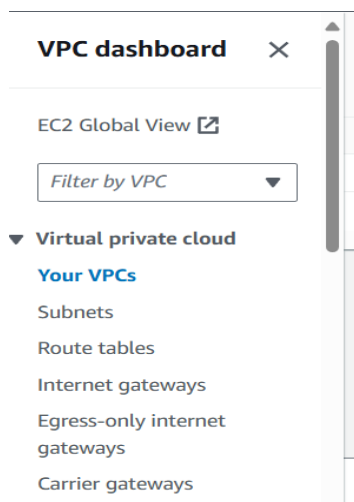 VPC dashboard
EC2 Global View
Filter by VPC
Virtual private cloud
Your VPCs
Subnets
Route tables
Internet gateways
Egress-only internet
gateways
Carrier gateways